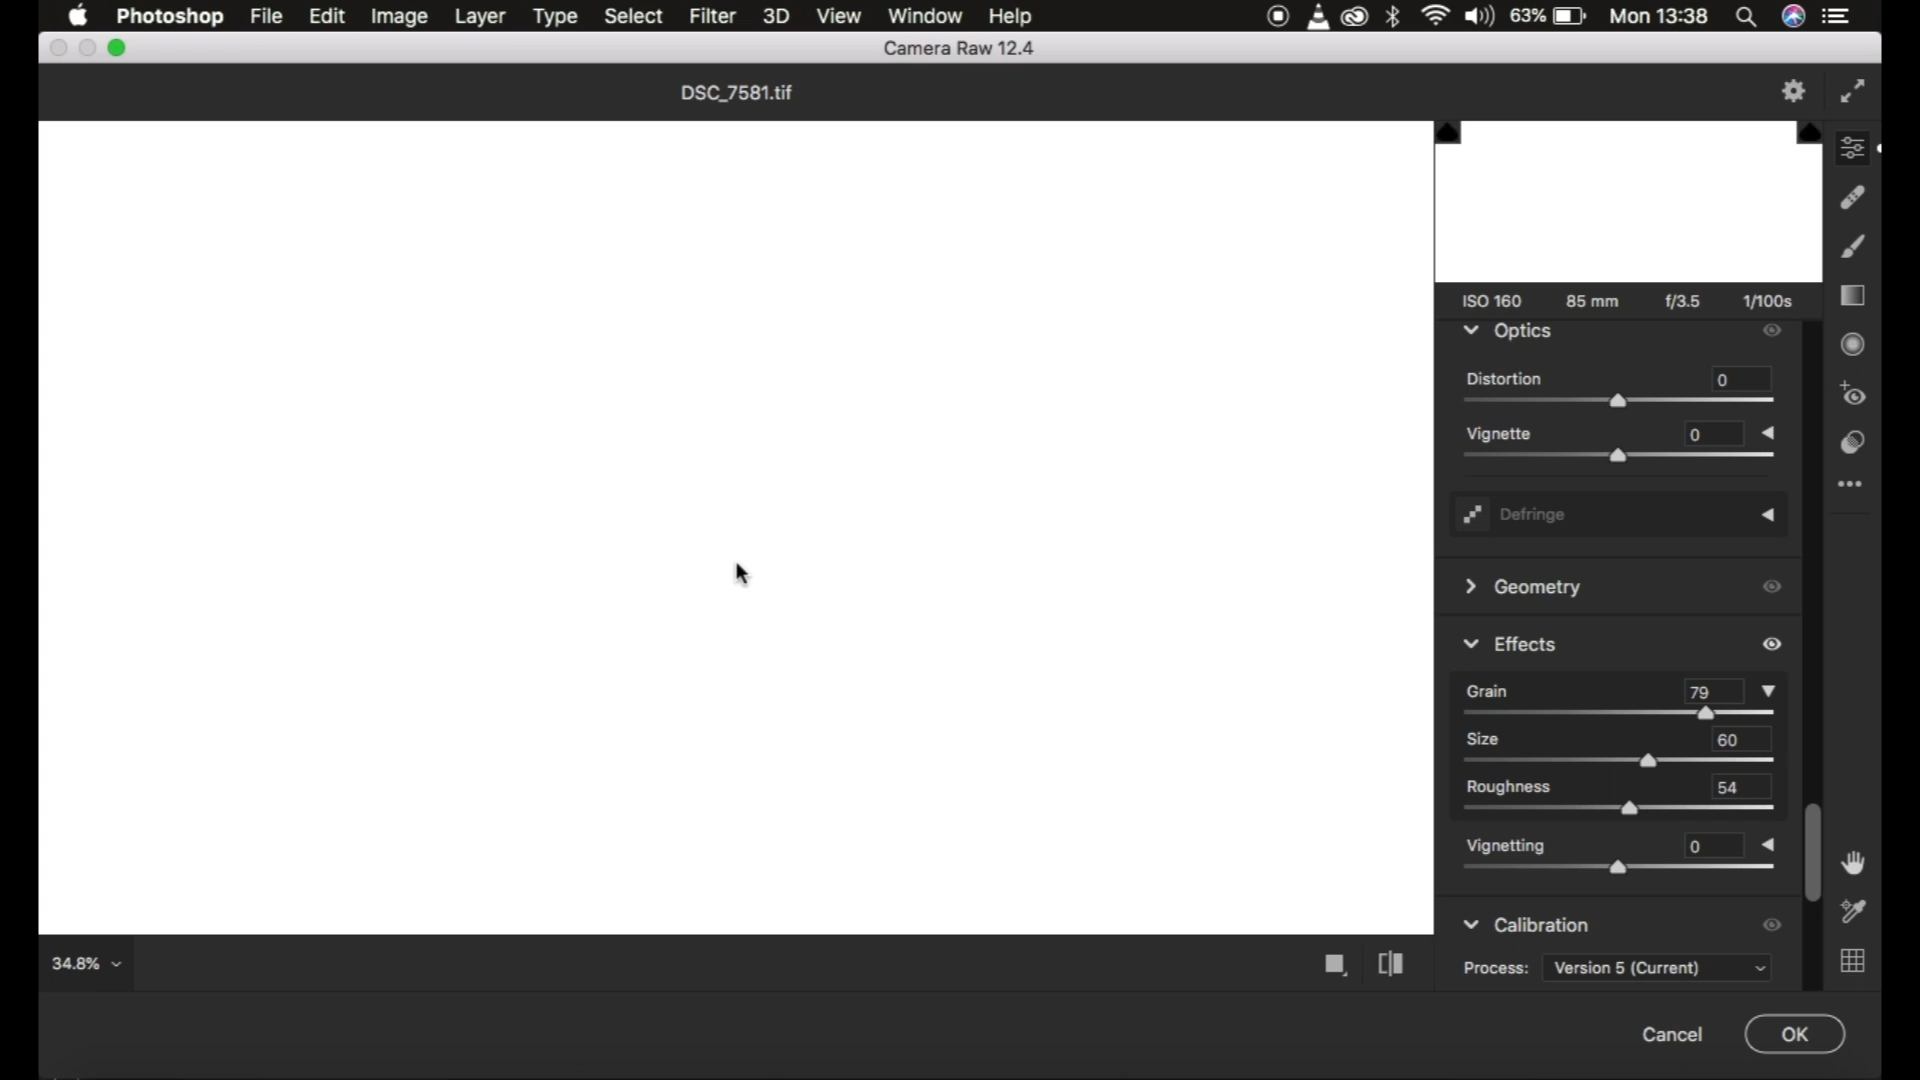 Photoshop File Edit Image Layer Type Select Filter 3D View Window Help 63% Mon 13:38
Camera Raw 12.4
DSC_7581.tif
ISO 160 85 mm f/3.5 1/100s
Optics
Distortion 0
Vignette 0
Defringe
Geometry
Effects
Grain 79
Size 60
Roughness 54
Vignetting 0
Calibration
Process: Version 5 (Current)
34.8%
Cancel OK